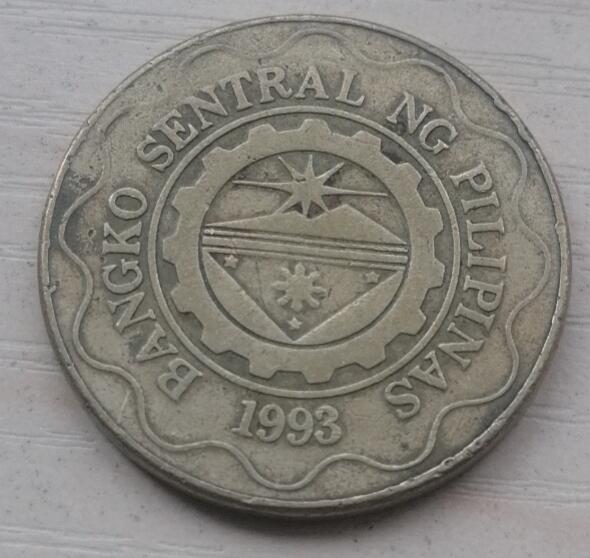 BANGKO SENTRAL NG PILIPINAS
1993